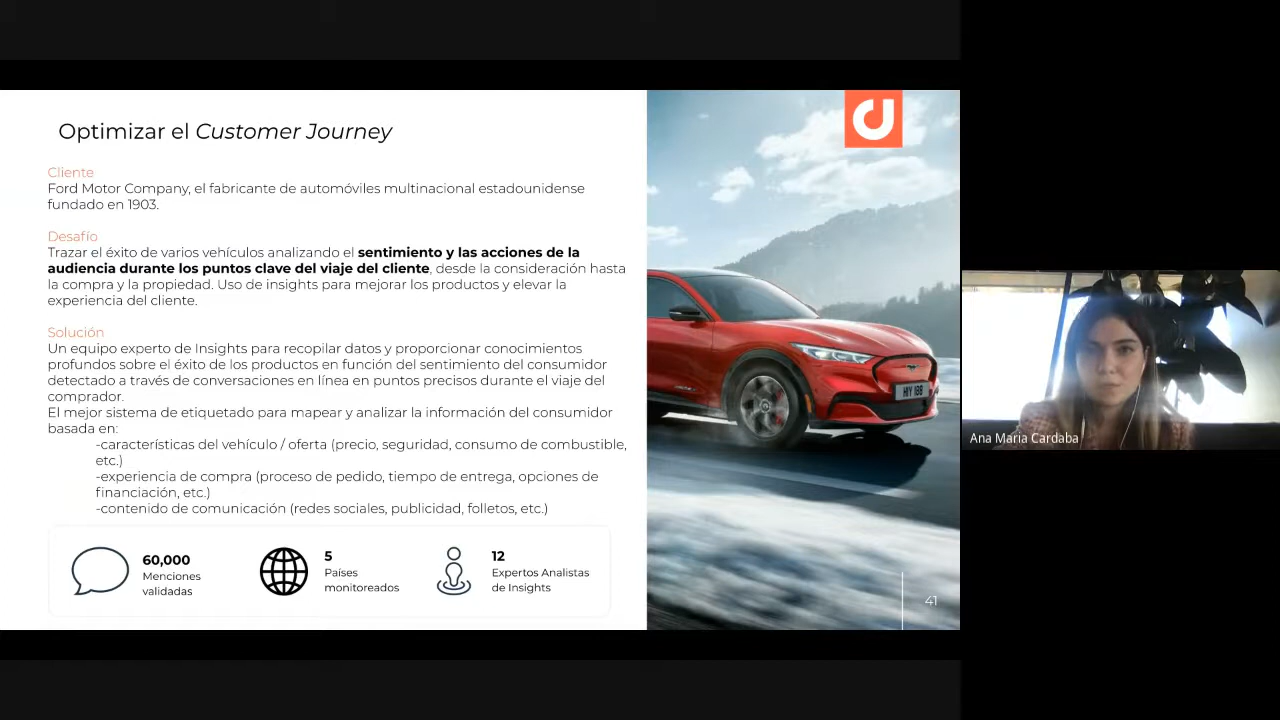 Optimizar el Customer Journey
Cliente
Ford Motor Company, el fabricante de automóviles multinacional estadounidense
fundado en 1903.
Desafío
Trazar el éxito de varios vehículos analizando el sentimiento y las acciones de la
audiencia durante los puntos clave del viaje del cliente, desde la consideración hasta
la compra y la propiedad. Uso de insights para mejorar los productos y elevar la
experiencia del cliente.
Solución
Un equipo experto de Insights para recopilar datos y proporcionar conocimientos
profundos sobre el éxito de los productos en función del sentimiento del consumidor
detectado a través de conversaciones en línea en puntos precisos durante el viaje del
comprador.
El mejor sistema de etiquetado para mapear y analizar la información del consumidor
basada en:
-características del vehículo / oferta (precio, seguridad, consumo de combustible,
etc.)
-experiencia de compra (proceso de pedido, tiempo de entrega, opciones de
financiación, etc.)
-contenido de comunicación (redes sociales, publicidad, folletos, etc.)
60,000
Menciones
validadas
5
Países
monitoreados
12
Expertos Analistas
de Insights
41
Ana Maria Cardaba